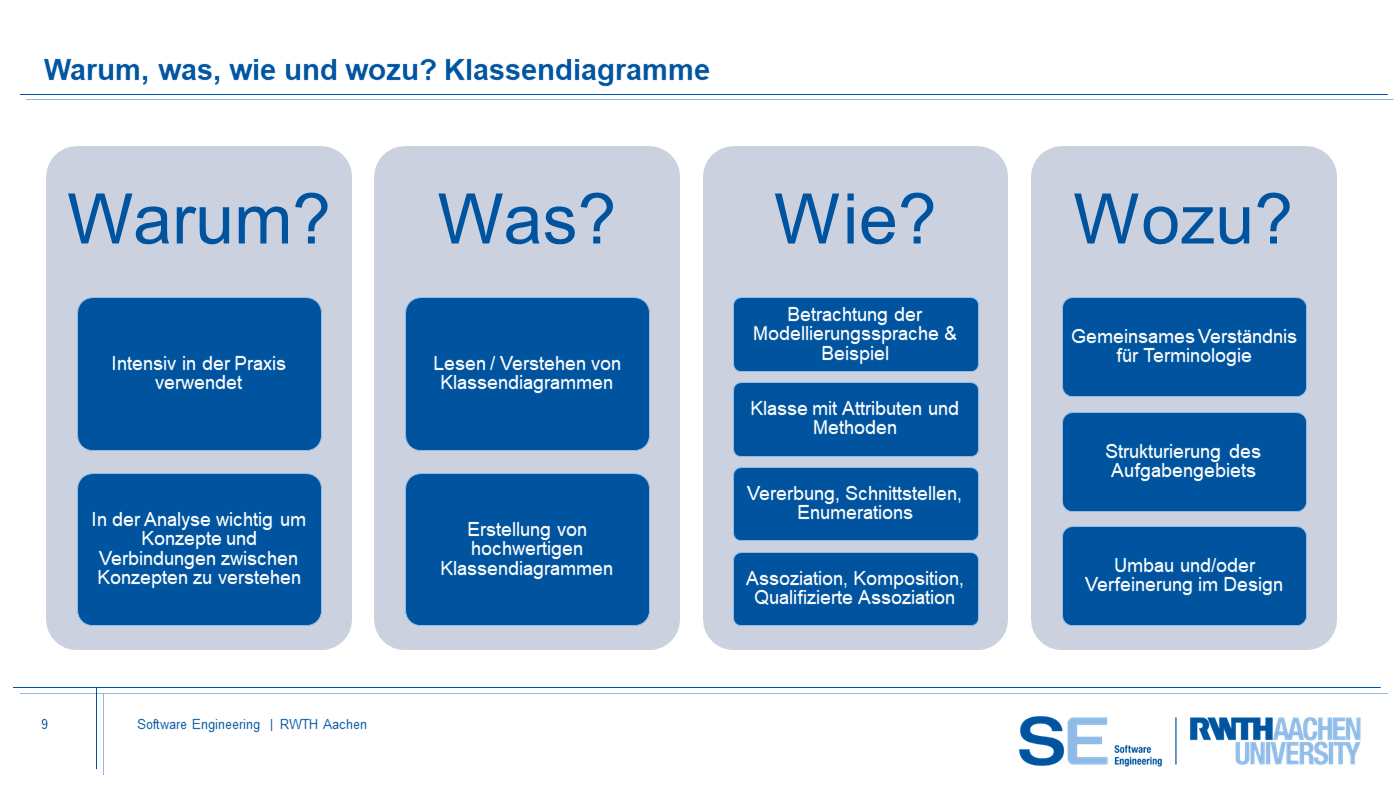 Warum, was, wie und wozu? Klassendiagramme
Warum?
Intensiv in der Praxis
verwendet
In der Analyse wichtig um
Konzepte und
Verbindungen zwischen
Konzepten zu verstehen
Was?
Lesen / Verstehen von
Klassendiagrammen
Erstellung von
hochwertigen
Klassendiagrammen
Wie?
Betrachtung der
Modellierungssprache &
Beispiel
Klasse mit Attributen und
Methoden
Vererbung, Schnittstellen,
Enumerations
Assoziation, Komposition,
Qualifizierte Assoziation
Wozu?
Gemeinsames Verständnis
für Terminologie
Strukturierung des
Aufgabengebiets
Umbau und/oder
Verfeinerung im Design
9
Software Engineering | RWTH Aachen
SE
Software
Engineering
RWTHAACHEN
UNIVERSITY